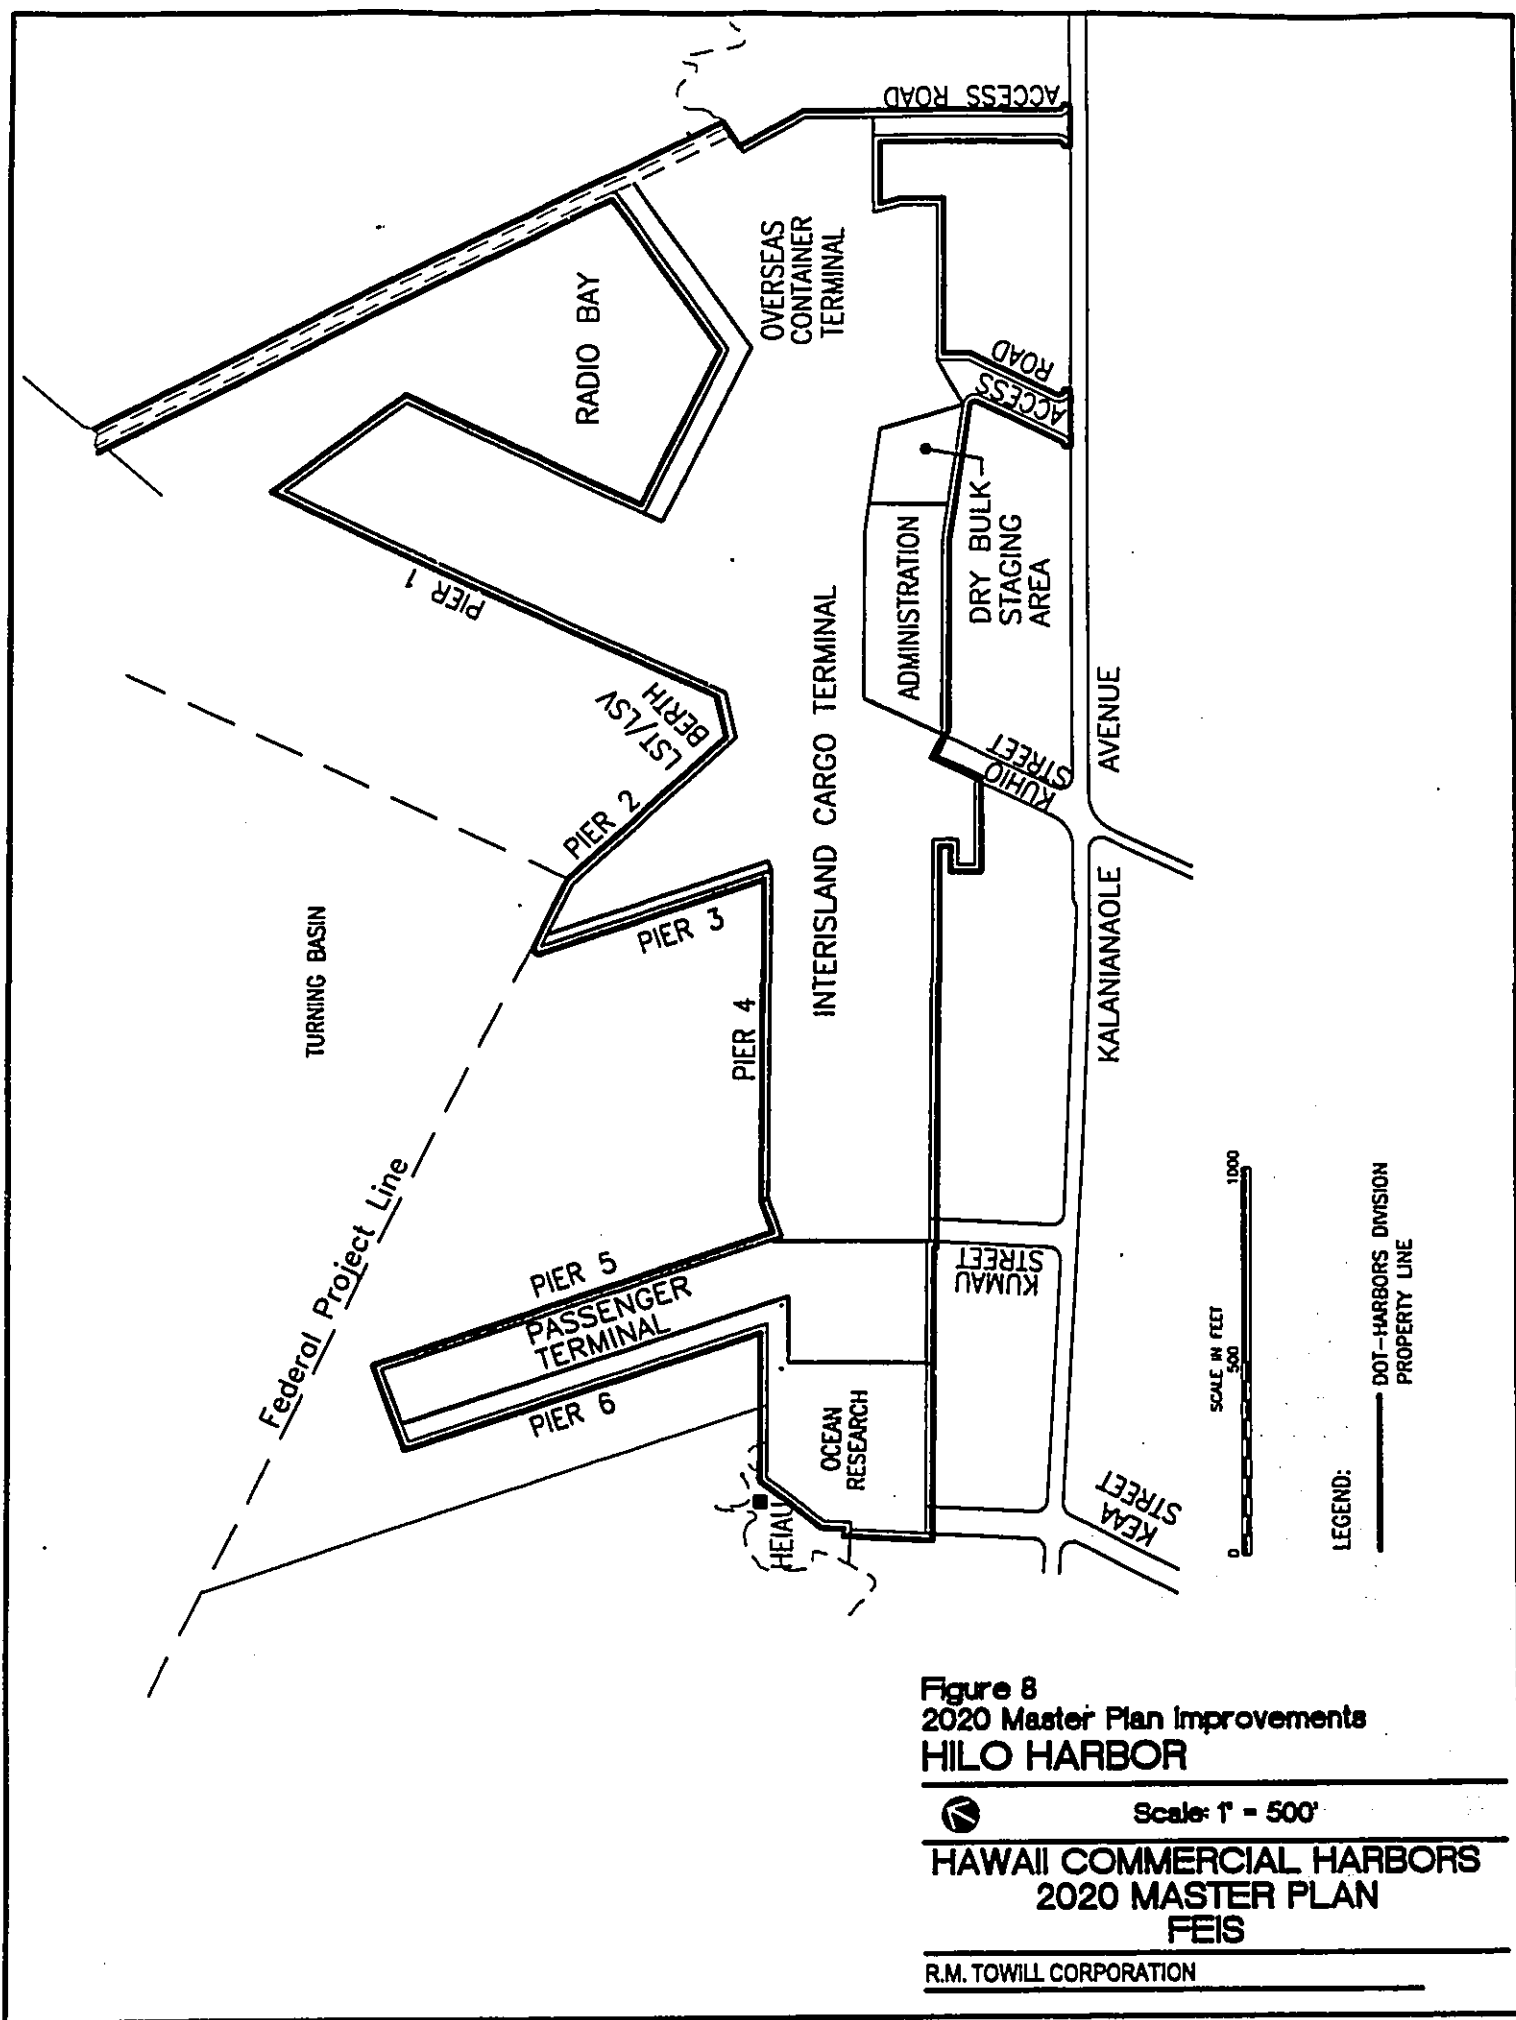 ACCESS ROAD
RADIO BAY
OVERSEAS
CONTAINER
TERMINAL
ACCESS
ROAD
PIER 1
LST/LSV
BERTH
PIER 2
ADMINISTRATION
DRY BULK
STAGING
AREA
INTERISLAND CARGO TERMINAL
KUHIO
STREET
KALANIANAOLE AVENUE
TURNING BASIN
PIER 3
PIER 4
Federal Project Line
PIER 5
PASSENGER
TERMINAL
PIER 6
KUMAU
STREET
OCEAN
RESEARCH
HEIAU
KEAA
STREET
SCALE IN FEET
0 500 1000
LEGEND:
DOT-HARBORS DIVISION
PROPERTY LINE
Figure 8
2020 Master Plan Improvements
HILO HARBOR
Scale: 1" = 500'
HAWAII COMMERCIAL HARBORS
2020 MASTER PLAN
FEIS
R.M. TOWILL CORPORATION